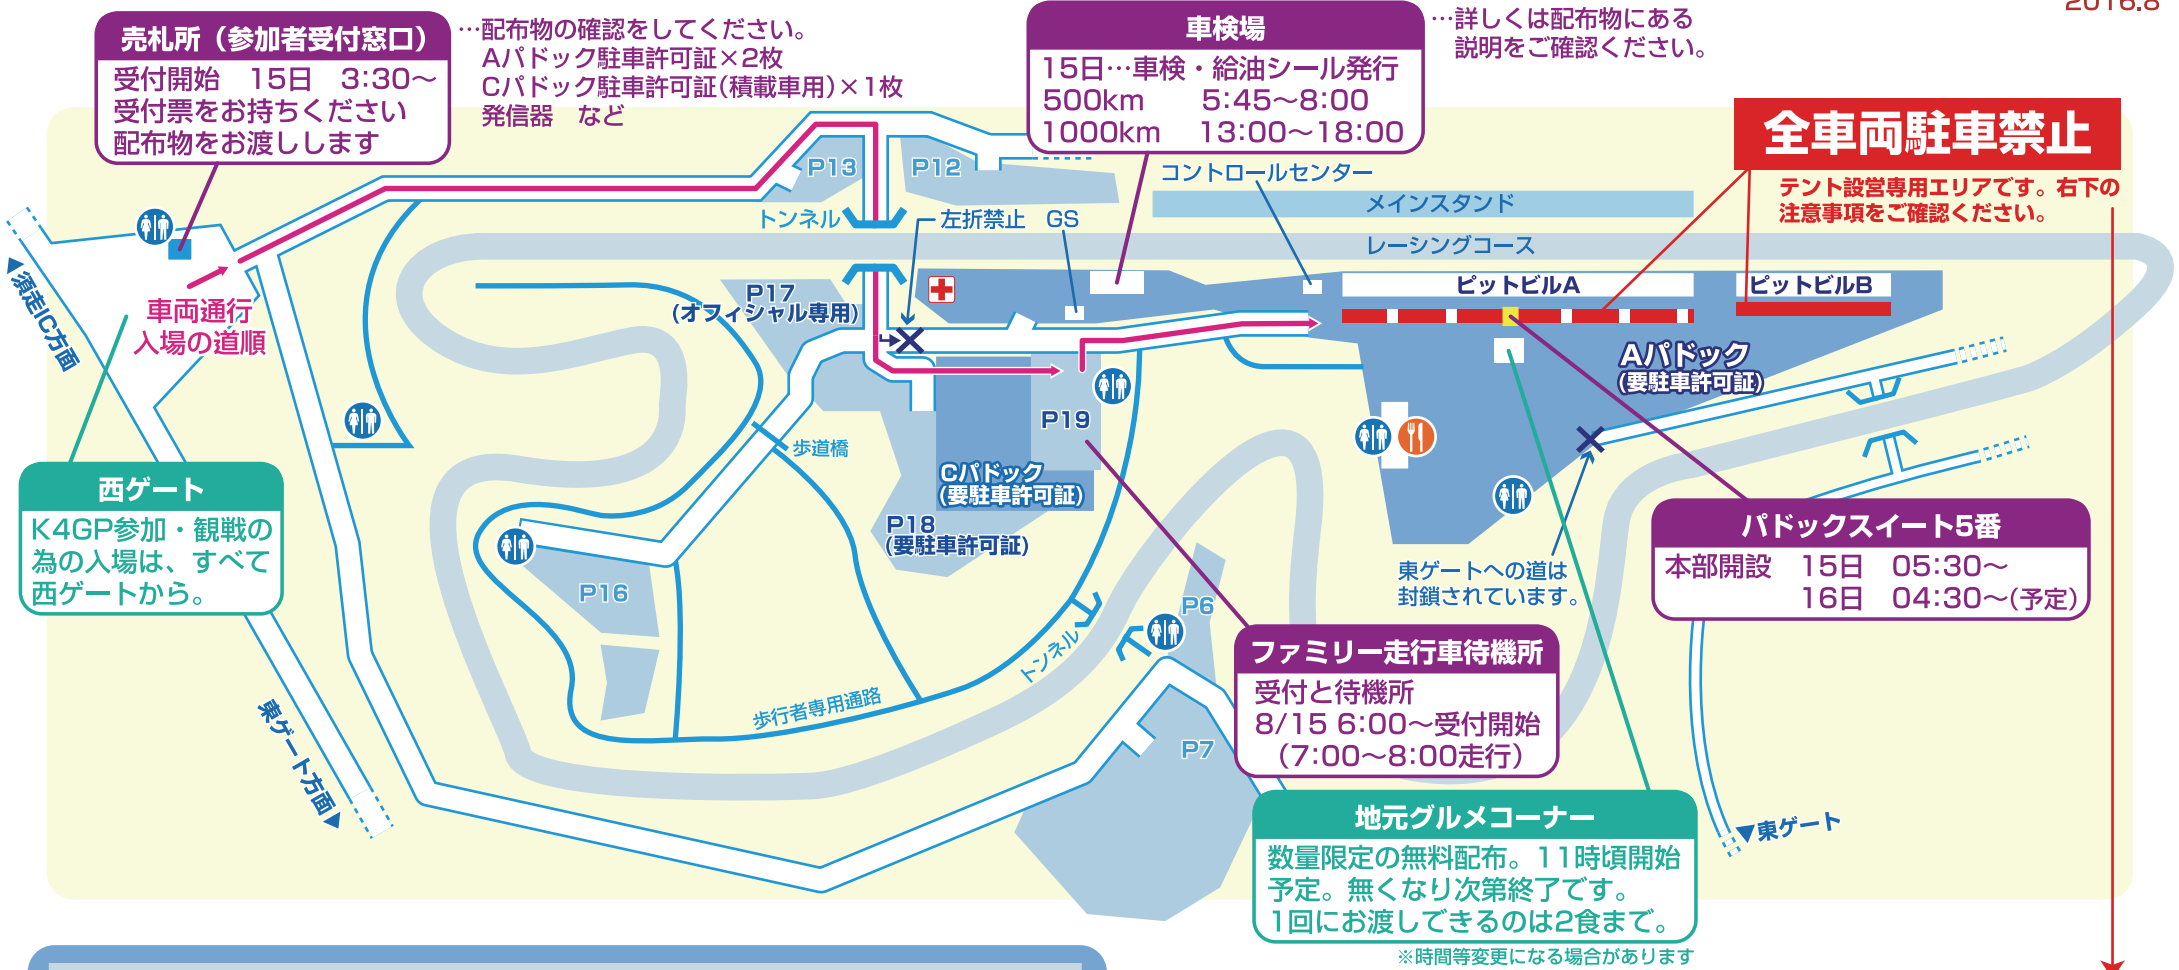 2016.8
売札所（参加者受付窓口）
受付開始　15日　3:30～
受付票をお持ちください
配布物をお渡しします
…配布物の確認をしてください。
Aパドック駐車許可証×2枚
Cパドック駐車許可証(積載車用)×1枚
発信器　など
車検場
15日…車検・給油シール発行
500km　5:45～8:00
1000km　13:00～18:00
…詳しくは配布物にある
説明をご確認ください。
全車両駐車禁止
テント設営専用エリアです。右下の
注意事項をご確認ください。
P13
P12
コントロールセンター
メインスタンド
トンネル
左折禁止　GS
レーシングコース
▲須走IC方面
車両通行
入場の道順
P17
(オフィシャル専用)
ピットビルA
ピットビルB
Aパドック
(要駐車許可証)
P19
歩道橋
Cパドック
(要駐車許可証)
P18
(要駐車許可証)
西ゲート
K4GP参加・観戦の
為の入場は、すべて
西ゲートから。
パドックスイート5番
本部開設　15日　05:30～
16日　04:30～(予定)
東ゲートへの道は
封鎖されています。
P16
P6
トンネル
歩行者専用通路
ファミリー走行車待機所
受付と待機所
8/15 6:00～受付開始
（7:00～8:00走行）
東ゲート方面▶
P7
地元グルメコーナー
数量限定の無料配布。11時頃開始
予定。無くなり次第終了です。
1回にお渡しできるのは2食まで。
▼東ゲート
※時間等変更になる場合があります